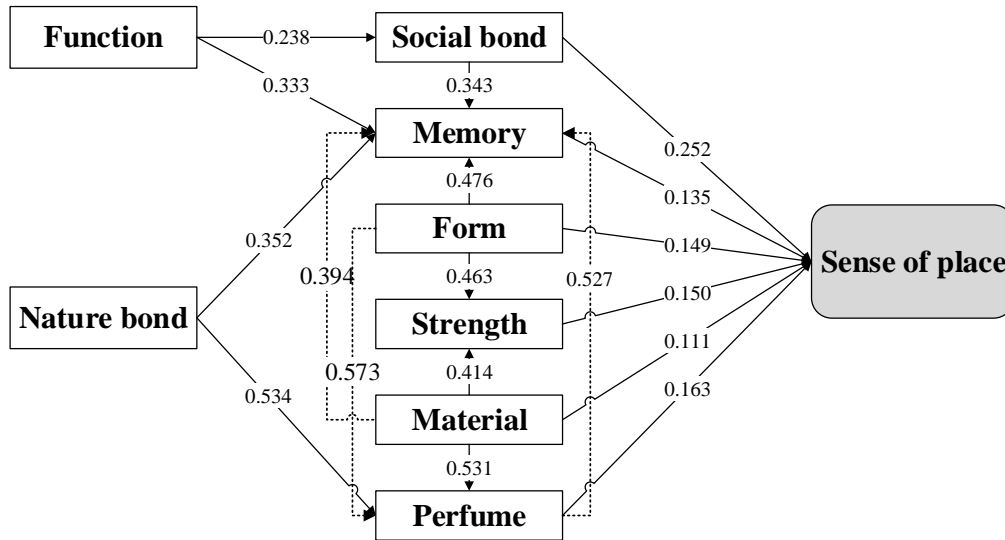 Function
0.238
Social bond
0.333
0.343
Memory
0.252
0.476
0.135
0.352
Form
0.149
0.394
0.463
0.527
Sense of place
Nature bond
Strength
0.150
0.573
0.414
0.111
0.534
Material
0.163
0.531
Perfume